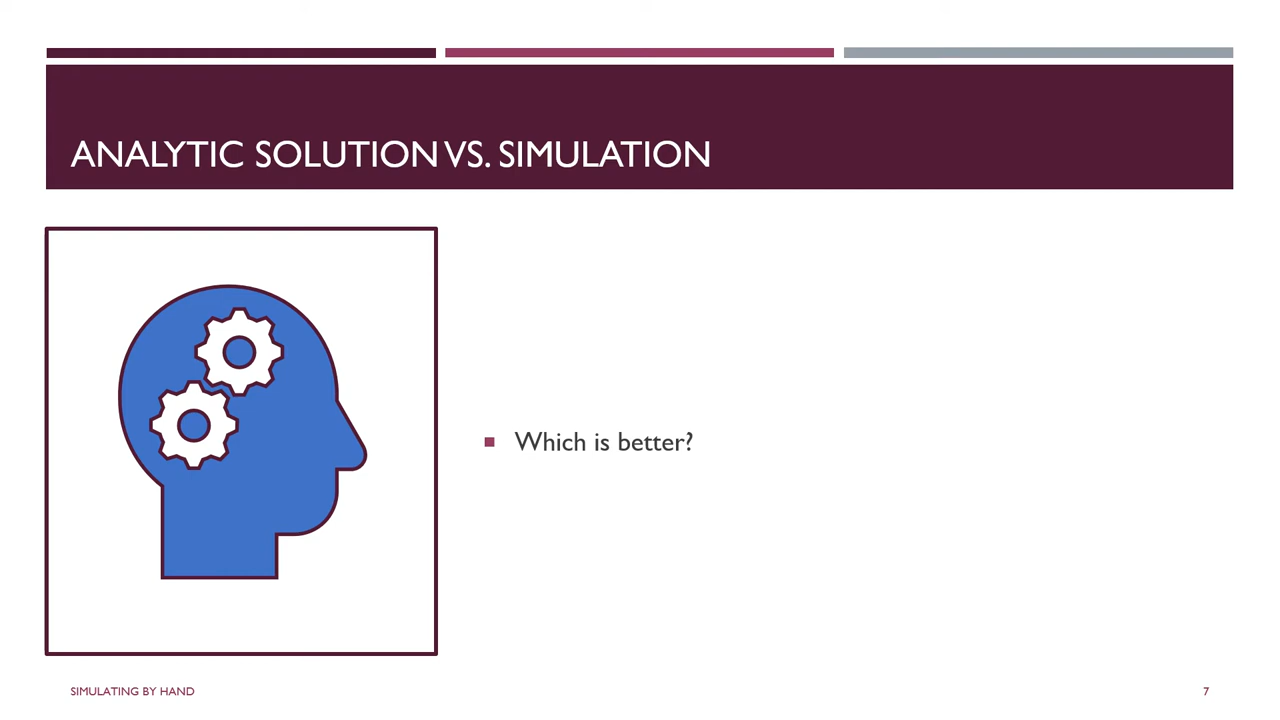 ANALYTIC SOLUTION VS. SIMULATION
Which is better?
SIMULATING BY HAND
7